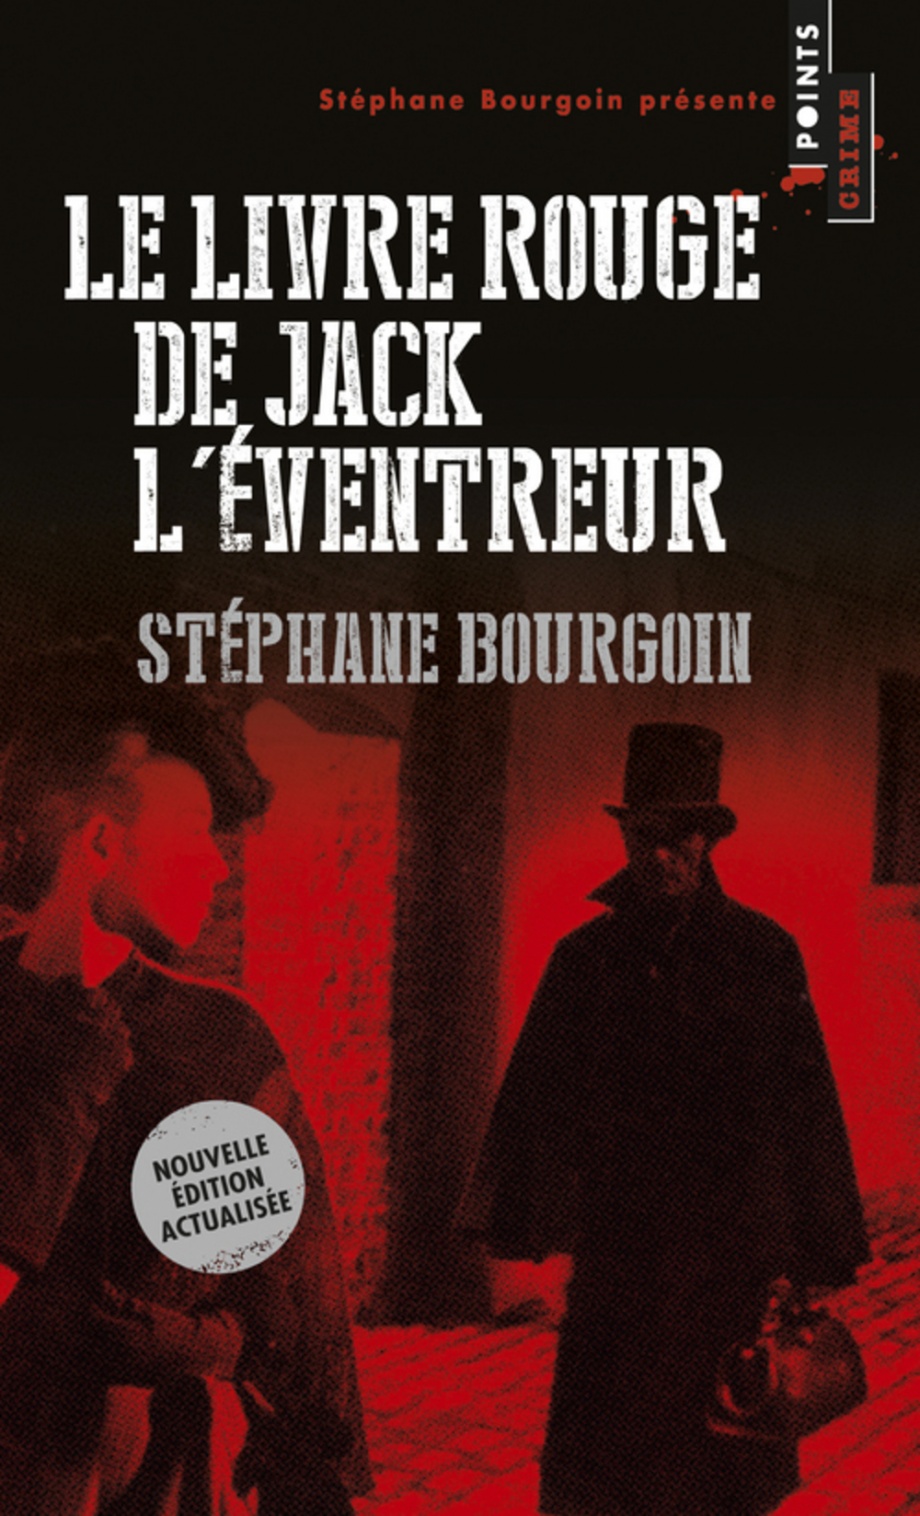 Stéphane Bourgoin présente
POINTS
CRIME
LE LIVRE ROUGE
DE JACK
L'ÉVENTREUR
STÉPHANE BOURGOIN
NOUVELLE
ÉDITION
ACTUALISÉE